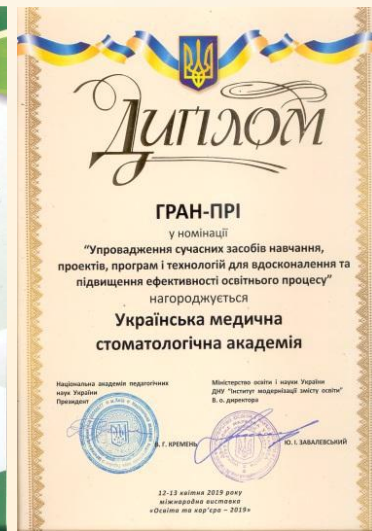 Диплом
ГРАН-ПРІ
у номінації
“Упровадження сучасних засобів навчання,
проектів, програм і технологій для вдосконалення та
підвищення ефективності освітнього процесу”
нагороджується
Українська медична
стоматологічна академія
Національна академія педагогічних
наук України
Президент
В. Г. КРЕМЕНЬ
Міністерство освіти і науки України
ДНУ “Інститут модернізації змісту освіти”
В. о. директора
Ю. І. ЗАВАЛЕВСЬКИЙ
12-13 квітня 2019 року
міжнародна виставка
«Освіта та кар’єра – 2019»